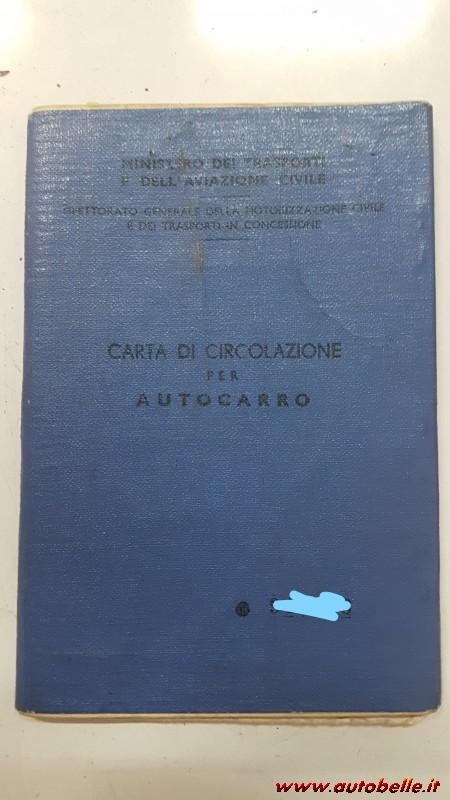 MINISTERO DEI TRASPORTI
E DELL'AVIAZIONE CIVILE
ISPETTORATO GENERALE DELLA MOTORIZZAZIONE CIVILE
E DEI TRASPORTI IN CONCESSIONE
CARTA DI CIRCOLAZIONE
PER
AUTOCARRO
www.autobelle.it